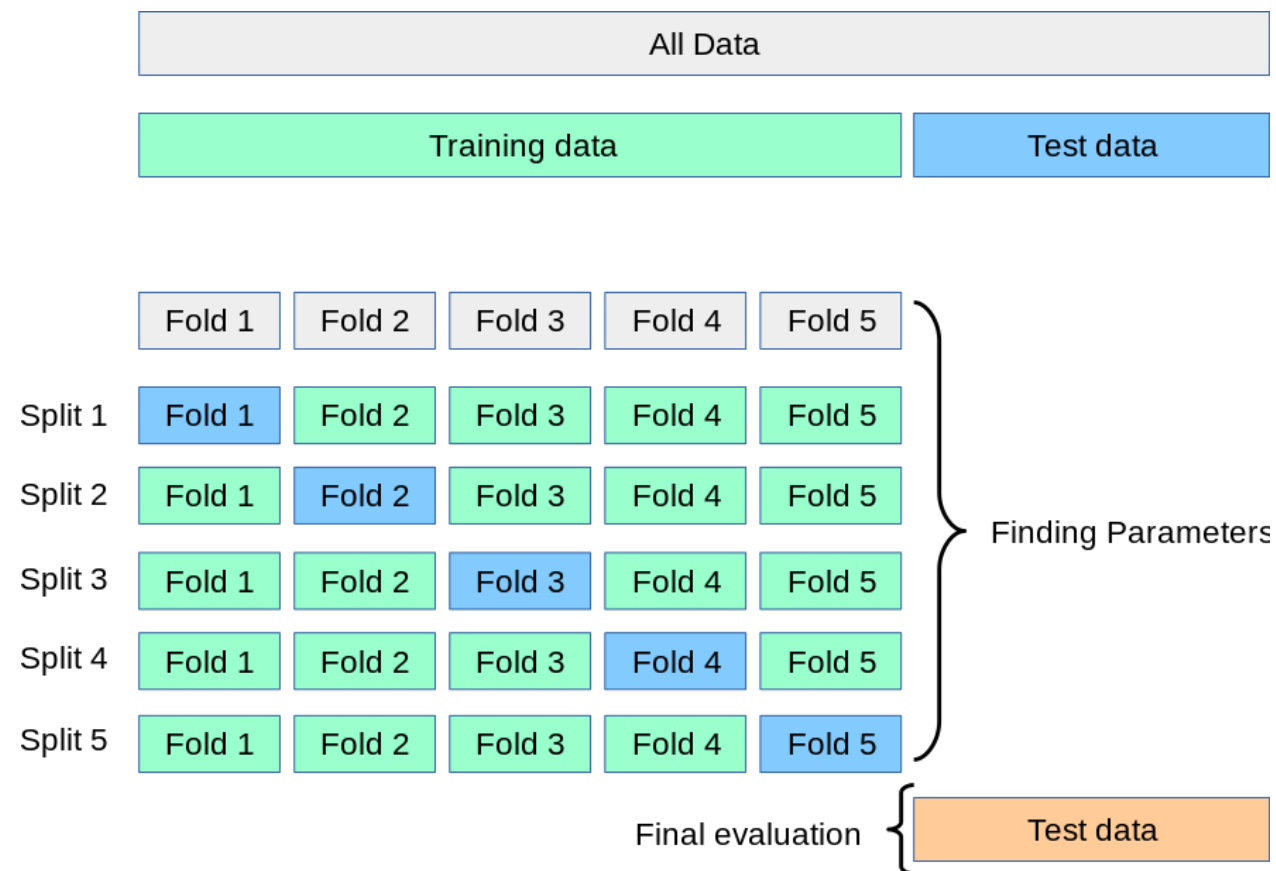 All Data
Training data Test data
Fold 1 Fold 2 Fold 3 Fold 4 Fold 5
Split 1 Fold 1 Fold 2 Fold 3 Fold 4 Fold 5
Split 2 Fold 1 Fold 2 Fold 3 Fold 4 Fold 5
Finding Parameters
Split 3 Fold 1 Fold 2 Fold 3 Fold 4 Fold 5
Split 4 Fold 1 Fold 2 Fold 3 Fold 4 Fold 5
Split 5 Fold 1 Fold 2 Fold 3 Fold 4 Fold 5
Final evaluation Test data